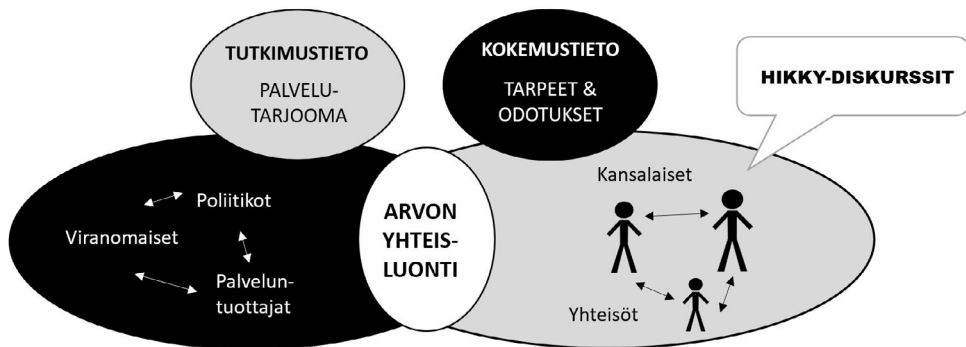 TUTKIMUSTIETO
PALVELU-
TARJOOMA
KOKEMUSTIETO
TARPEET &
ODOTUKSET
HIKKY-DISKURSSIT
Poliitikot
Viranomaiset
Palvelun-
tuottajat
ARVON
YHTEIS-
LUONTI
Kansalaiset
Yhteisöt